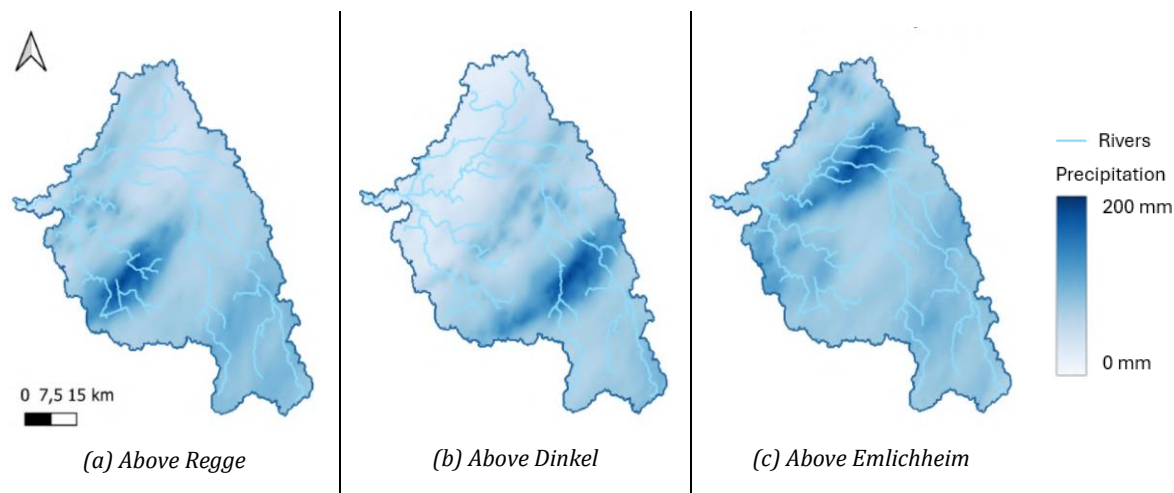 Rivers
Precipitation
200 mm
0 mm
0 7,5 15 km
(a) Above Regge
(b) Above Dinkel
(c) Above Emlichheim